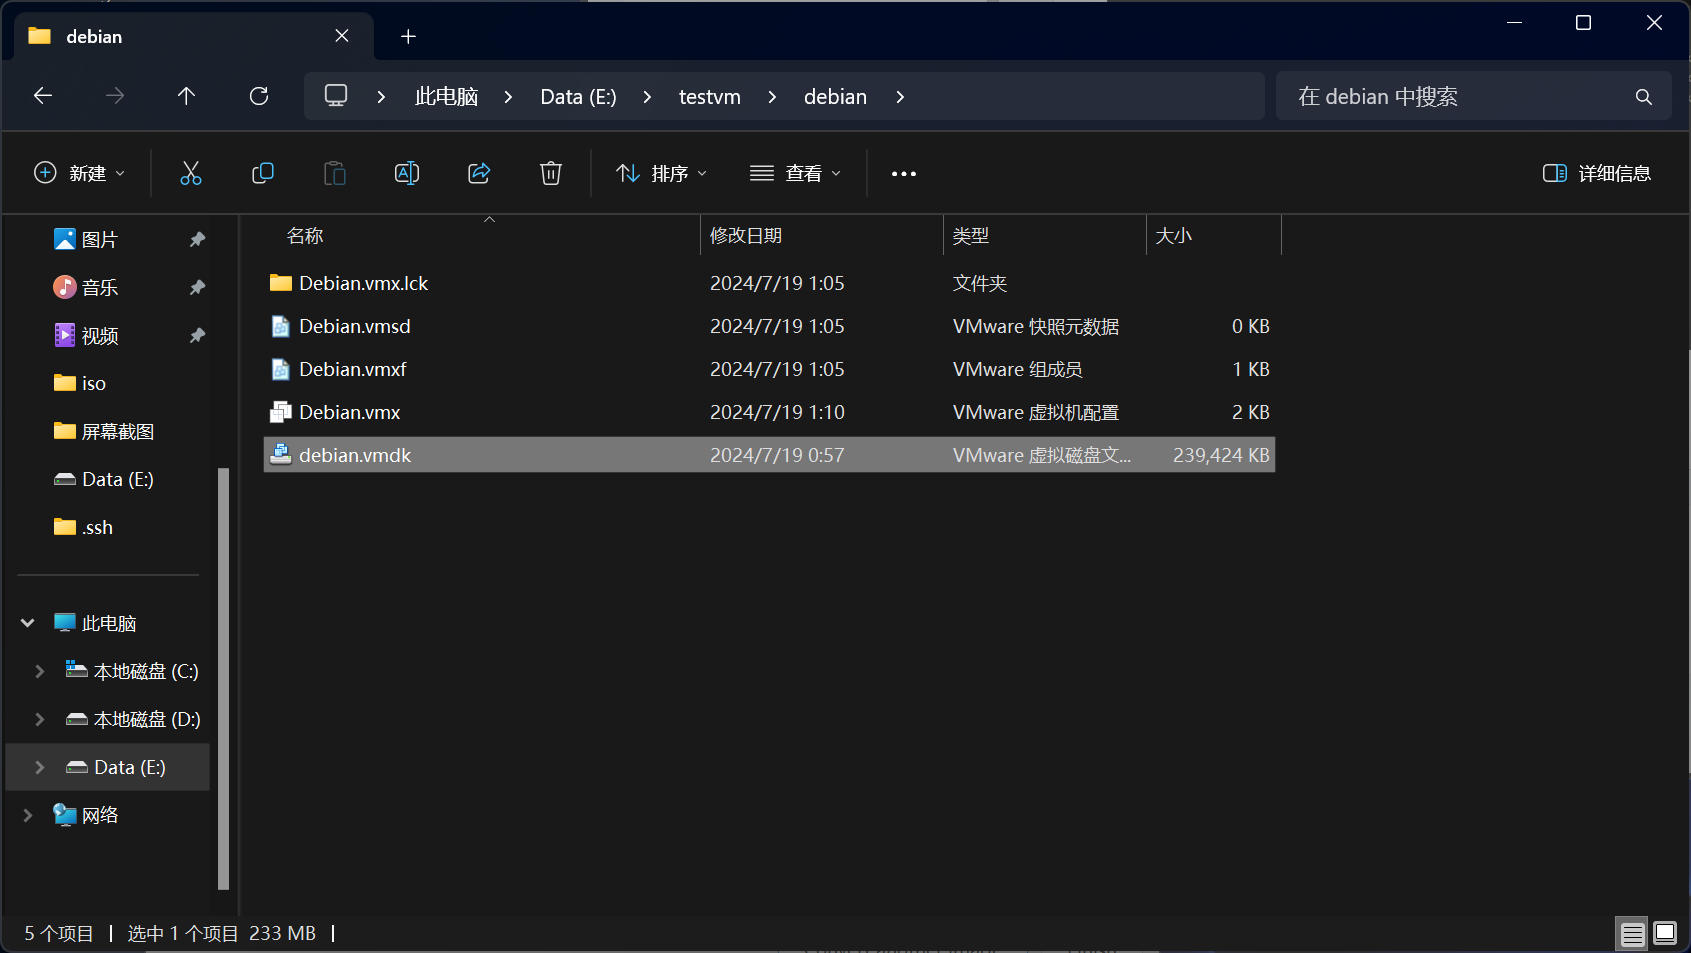 debian
此电脑 Data (E:) testvm debian
在 debian 中搜索
新建 排序 查看 详细信息
图片
音乐
视频
iso
屏幕截图
Data (E:)
.ssh
此电脑
本地磁盘 (C:)
本地磁盘 (D:)
Data (E:)
网络
名称 修改日期 类型 大小
Debian.vmx.lck 2024/7/19 1:05 文件夹
Debian.vmsd 2024/7/19 1:05 VMware 快照元数据 0 KB
Debian.vmxf 2024/7/19 1:05 VMware 组成员 1 KB
Debian.vmx 2024/7/19 1:10 VMware 虚拟机配置 2 KB
debian.vmdk 2024/7/19 0:57 VMware 虚拟磁盘文... 239,424 KB
5 个项目 选中 1 个项目 233 MB